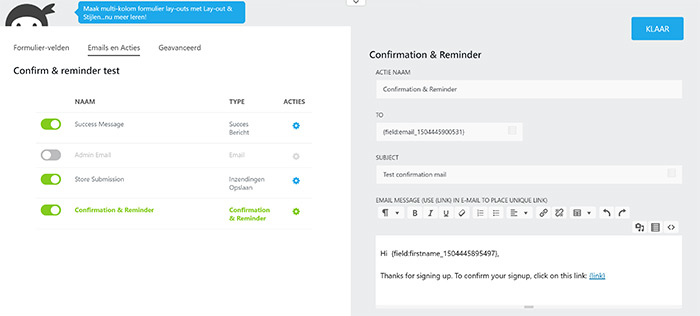 Maak multi-kolom formulier lay-outs met Lay-out &
Stijlen...nu meer leren!
KLAAR
Formulier-velden Emails en Acties Geavanceerd
Confirm & reminder test
NAAM TYPE ACTIES
Success Message Succes
Bericht
Admin Email Email
Store Submission Inzendingen
Opslaan
Confirmation & Reminder Confirmation
& Reminder
Confirmation & Reminder
ACTIE NAAM
Confirmation & Reminder
TO
{field:email_1504445900531}
SUBJECT
Test confirmation mail
EMAIL MESSAGE (USE {LINK} IN E-MAIL TO PLACE UNIQUE LINK)
B I U
Hi {field:firstname_1504445895497},
Thanks for signing up. To confirm your signup, click on this link: {link}